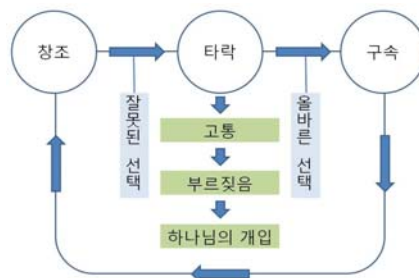 창조
타락
구속
잘못된 선택
올바른 선택
고통
부르짖음
하나님의 개입